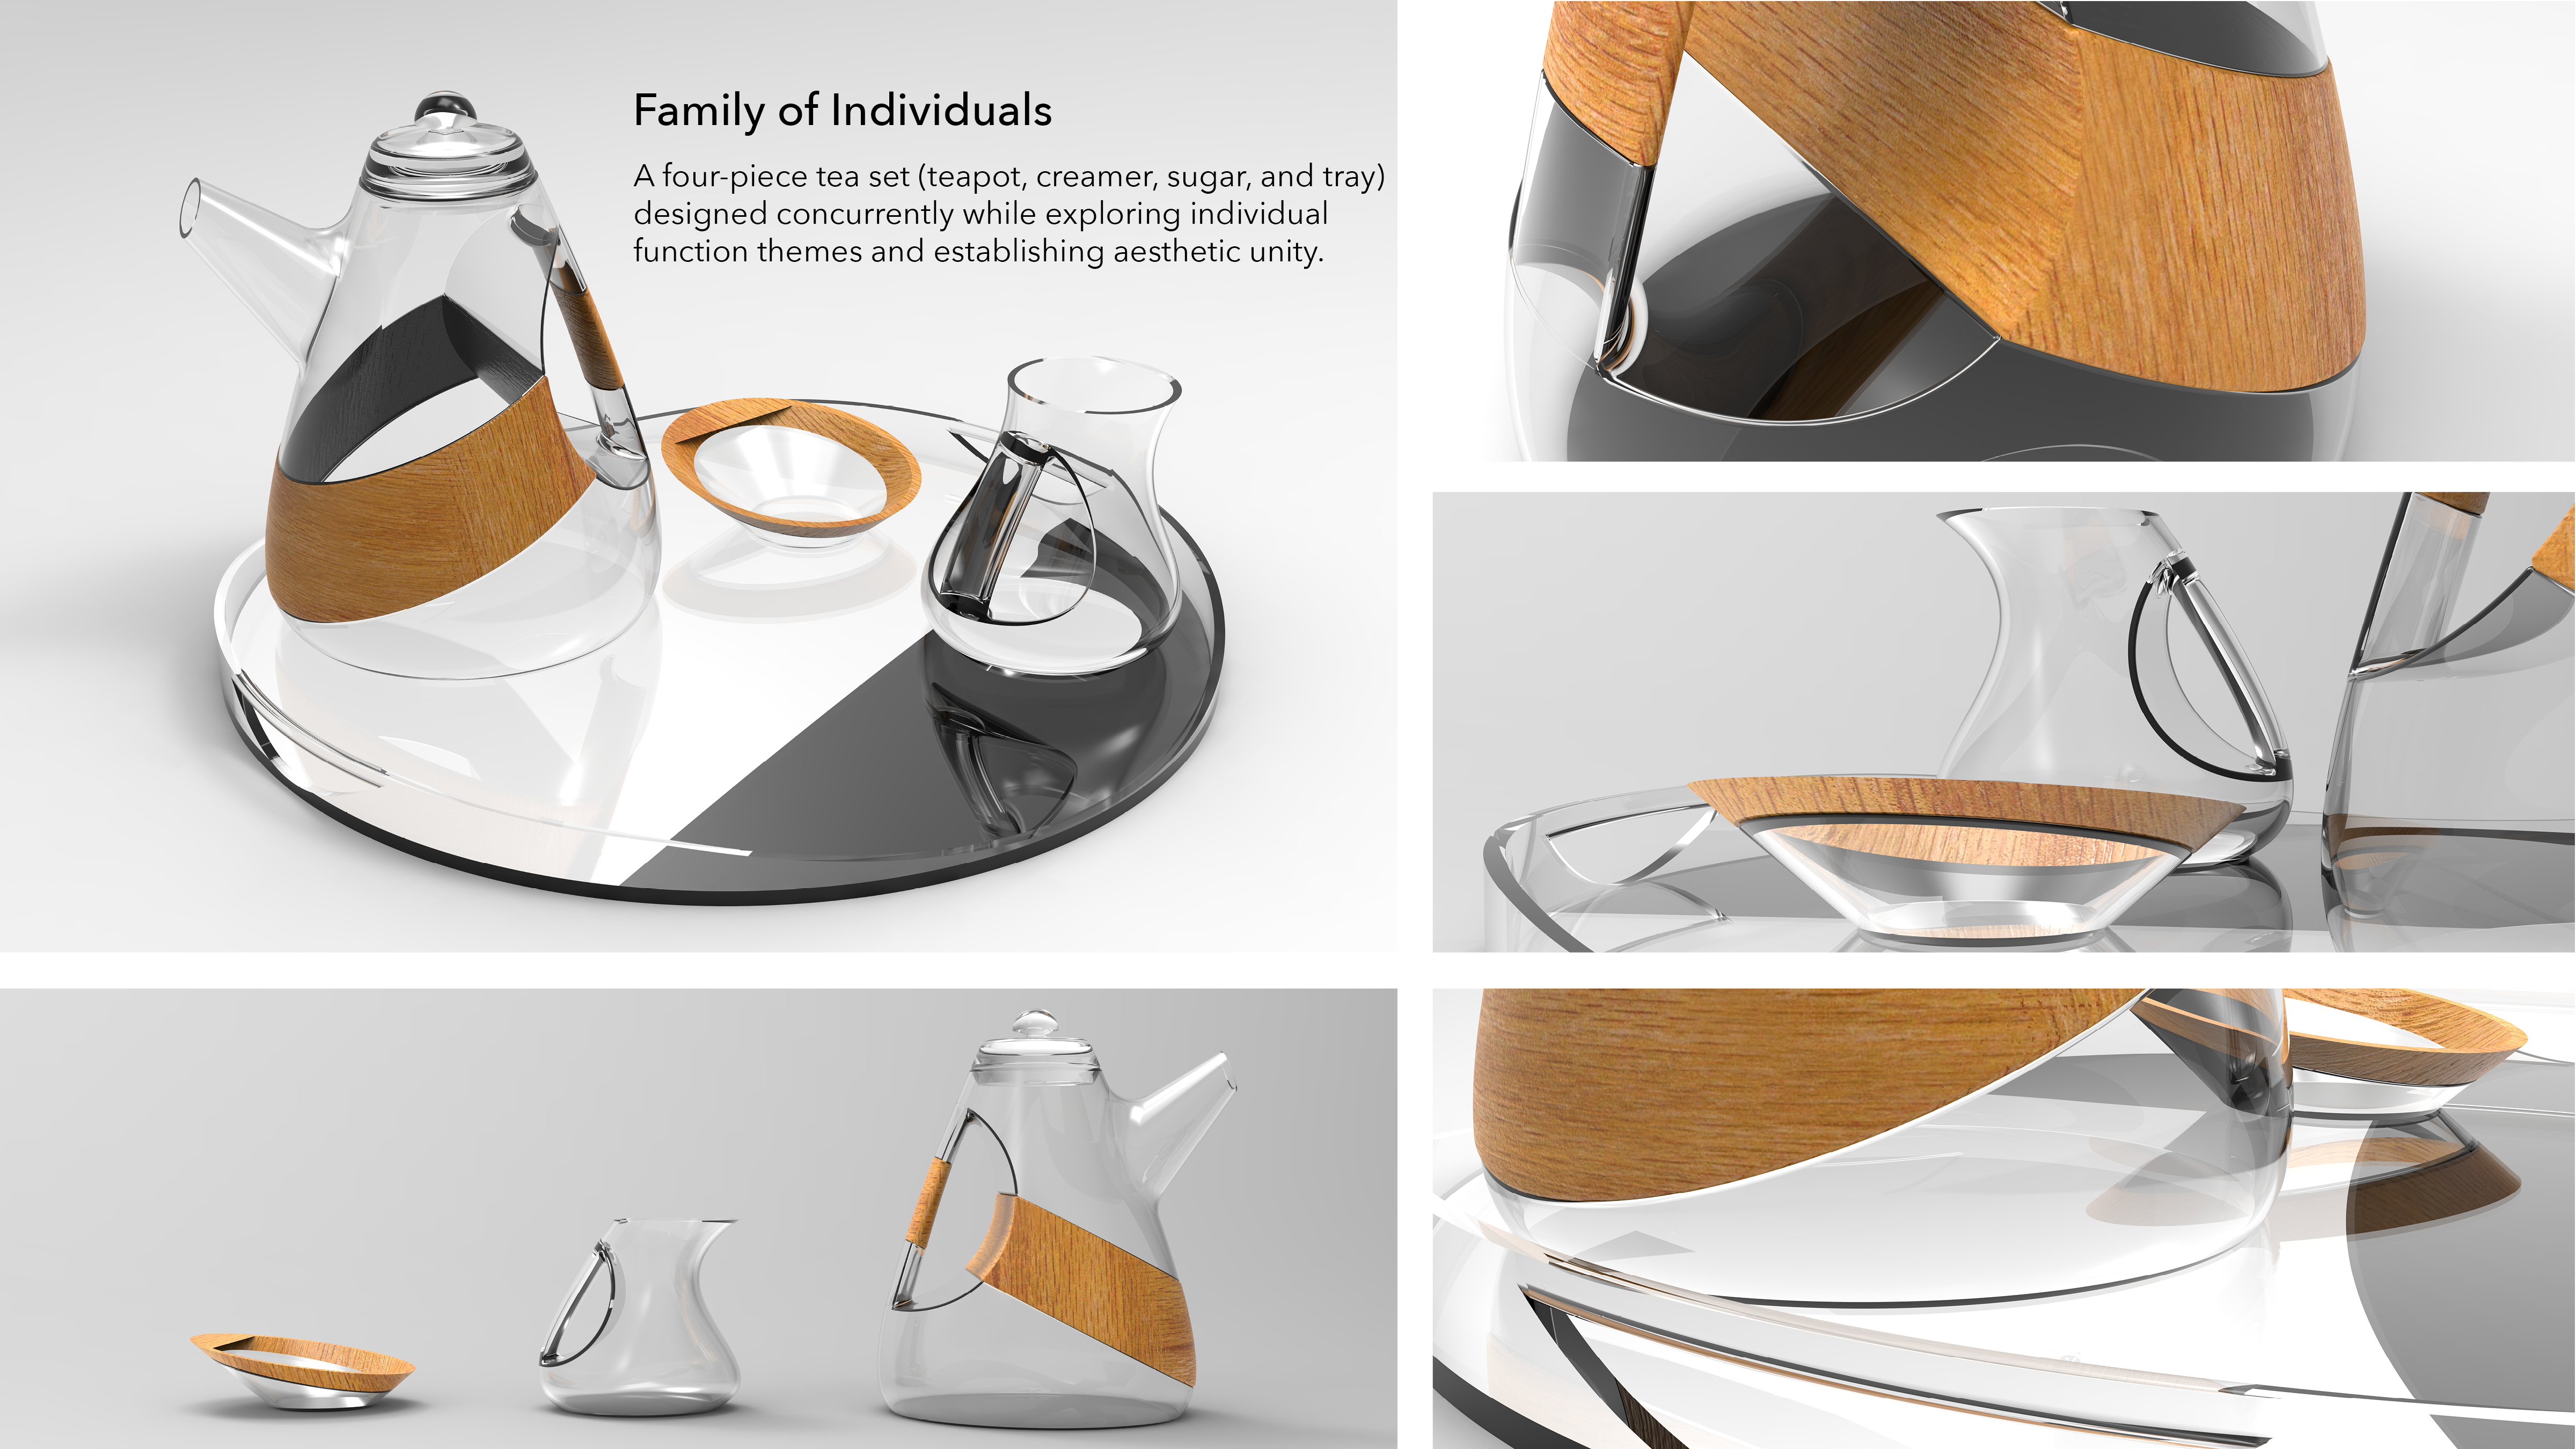 Family of Individuals
A four-piece tea set (teapot, creamer, sugar, and tray)
designed concurrently while exploring individual
function themes and establishing aesthetic unity.